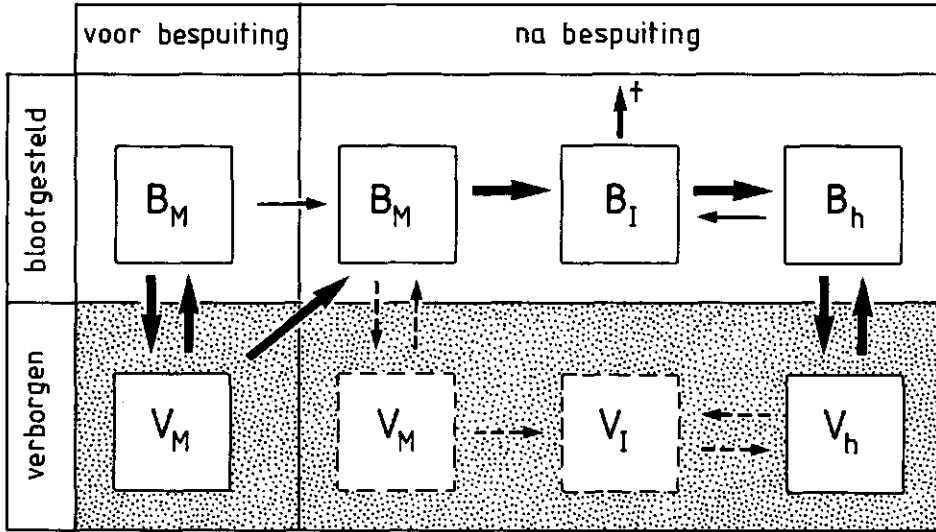 voor bespuiting
na bespuiting
blootgesteld
†
B_M
B_M
B_I
B_h
verborgen
V_M
V_M
V_I
V_h